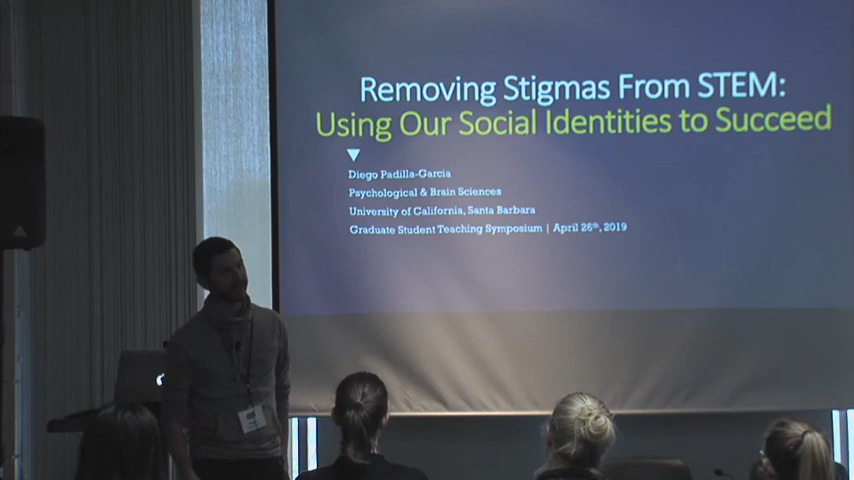 Removing Stigmas From STEM:
Using Our Social Identities to Succeed
Diego Padilla-Garcia
Psychological & Brain Sciences
University of California, Santa Barbara
Graduate Student Teaching Symposium | April 26th, 2019